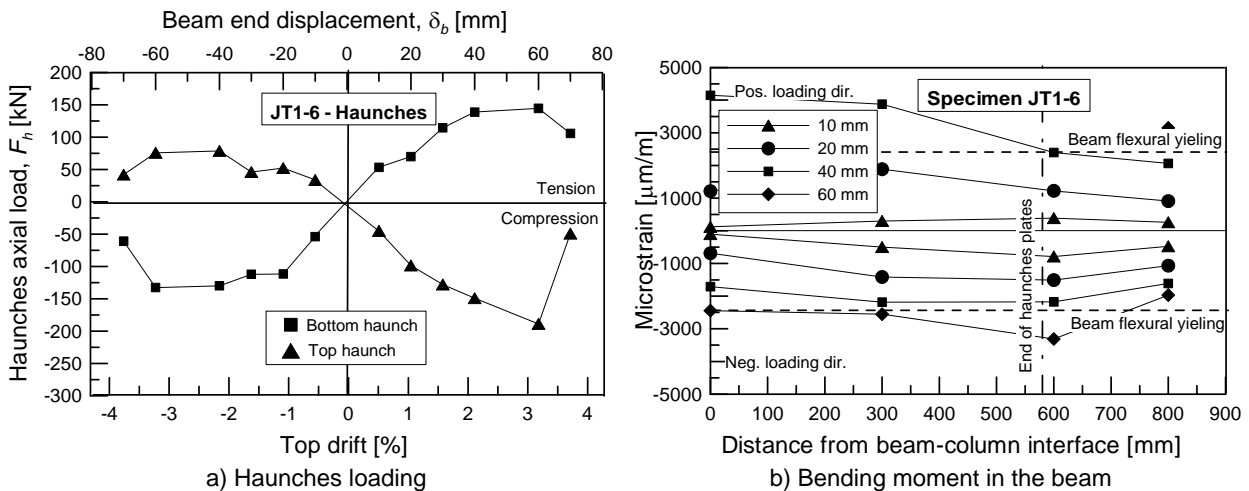 Beam end displacement, δb [mm]
-80 -60 -40 -20 0 20 40 60 80
200
150
100
50
0
-50
-100
-150
-200
-250
-300
Haunches axial load, Fh [kN]
JT1-6 - Haunches
Tension
Compression
Bottom haunch
Top haunch
-4 -3 -2 -1 0 1 2 3 4
Top drift [%]
a) Haunches loading
5000
3000
1000
-1000
-3000
-5000
Microstrain [μm/m]
Pos. loading dir.
Specimen JT1-6
10 mm
20 mm
40 mm
60 mm
Beam flexural yieling
End of haunches plates
Beam flexural yieling
Neg. loading dir.
0 100 200 300 400 500 600 700 800 900
Distance from beam-column interface [mm]
b) Bending moment in the beam